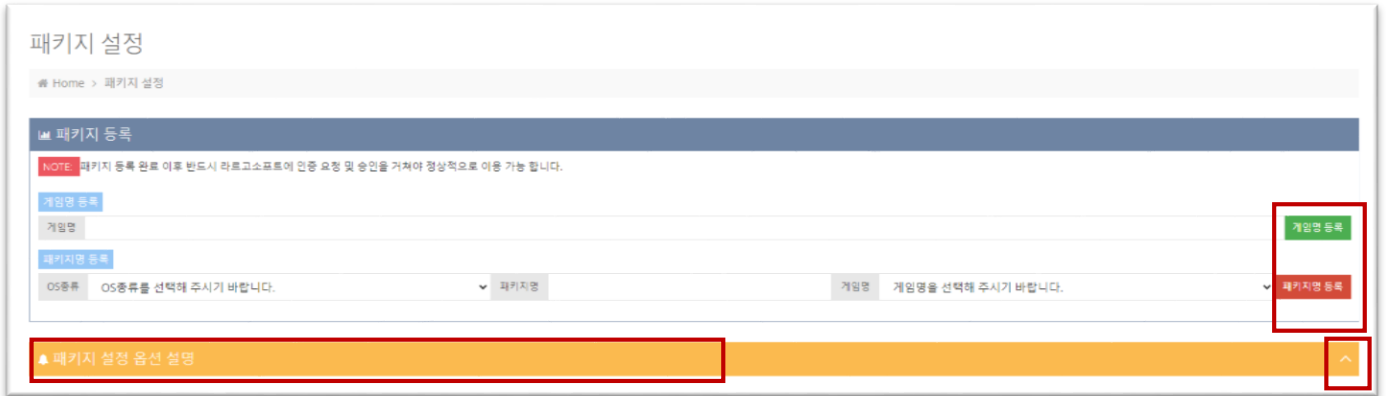 패키지 설정
Home > 패키지 설정
패키지 등록
NOTE: 패키지 등록 완료 이후 반드시 라르고소프트에 인증 요청 및 승인을 거쳐야 정상적으로 이용 가능 합니다.
게임명 등록
게임명 게임명 등록
패키지명 등록
OS종류 OS종류를 선택해 주시기 바랍니다. 패키지명 게임명 게임명을 선택해 주시기 바랍니다. 패키지명 등록
패키지 설정 옵션 설명